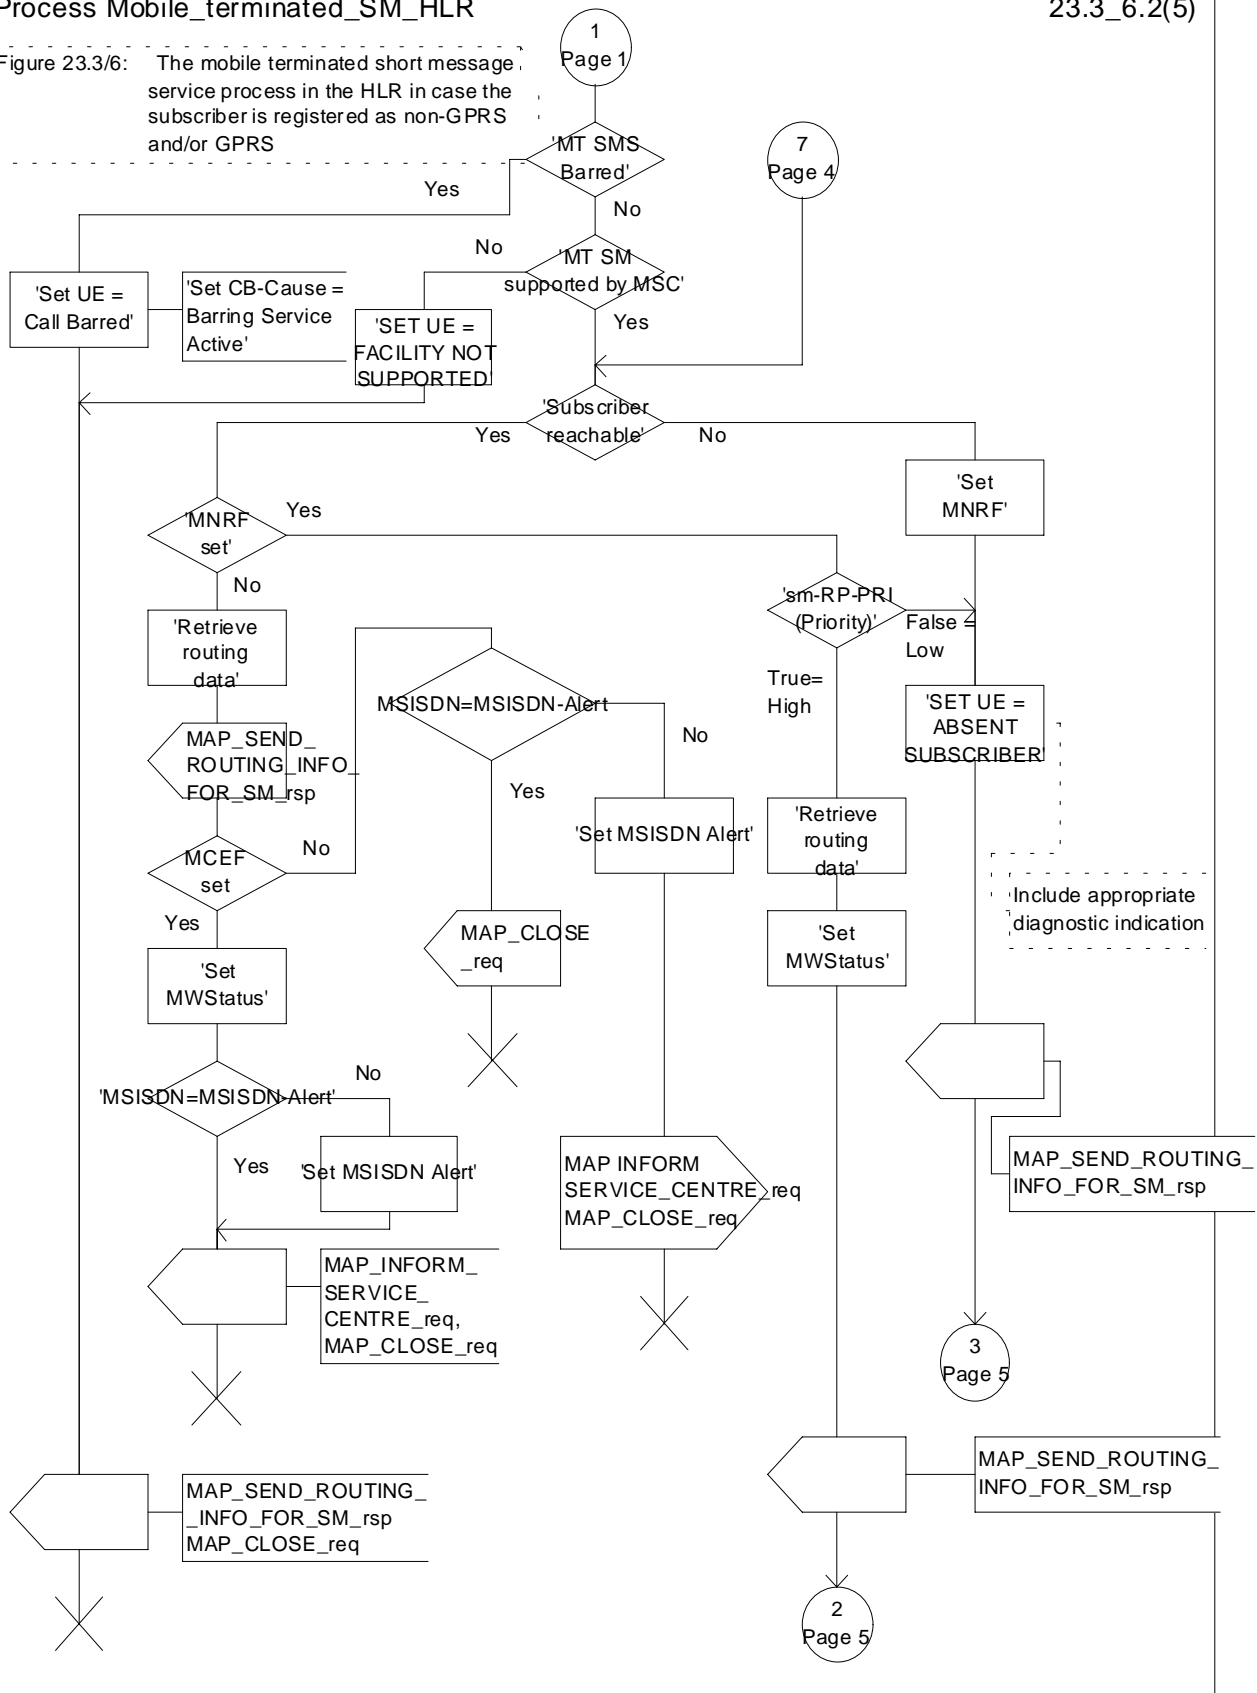 Process Mobile_terminated_SM_HLR
23.3_6.2(5)
1
Page 1
Figure 23.3/6: The mobile terminated short message
service process in the HLR in case the
subscriber is registered as non-GPRS
and/or GPRS
'MT SMS
Barred'
7
Page 4
Yes
No
No
'MT SM
supported by MSC'
'Set UE =
Call Barred'
'Set CB-Cause =
Barring Service
Active'
'SET UE =
FACILITY NOT
SUPPORTED'
Yes
'Subscriber
reachable'
Yes
No
'Set
MNRF'
'MNRF
set'
Yes
No
'sm-RP-PRI
(Priority)'
False =
Low
True=
High
'Retrieve
routing
data'
MSISDN=MSISDN-Alert
No
Yes
'SET UE =
ABSENT
SUBSCRIBER'
MAP_SEND_
ROUTING_INFO_
FOR_SM_rsp
'Set MSISDN Alert'
'Retrieve
routing
data'
MCEF
set
No
Yes
Include appropriate
diagnostic indication
MAP_CLOSE
_req
'Set
MWStatus'
'Set
MWStatus'
'MSISDN=MSISDN-Alert'
No
Yes
'Set MSISDN Alert'
MAP INFORM
SERVICE_CENTRE_req
MAP_CLOSE_req
MAP_SEND_ROUTING_
INFO_FOR_SM_rsp
MAP_INFORM_
SERVICE_
CENTRE_req,
MAP_CLOSE_req
3
Page 5
MAP_SEND_ROUTING_
INFO_FOR_SM_rsp
MAP_SEND_ROUTING_
_INFO_FOR_SM_rsp
MAP_CLOSE_req
2
Page 5